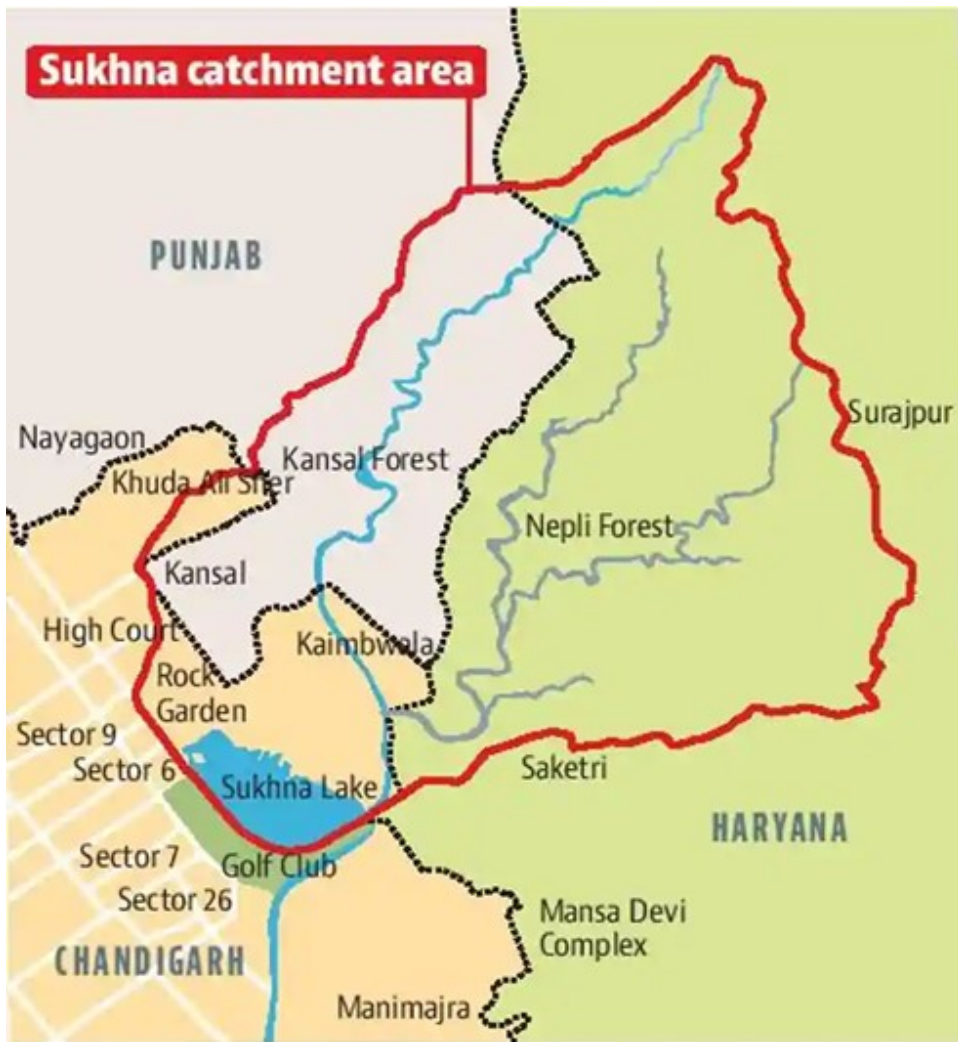 Sukhna catchment area
PUNJAB
Nayagaon
Khuda Ali Sher
Kansal Forest
Surajpur
Nepli Forest
Kansal
High Court
Kaimbwala
Rock
Garden
Sector 9
Sector 6
Sukhna Lake
Saketri
HARYANA
Sector 7
Golf Club
Sector 26
Mansa Devi
Complex
CHANDIGARH
Manimajra